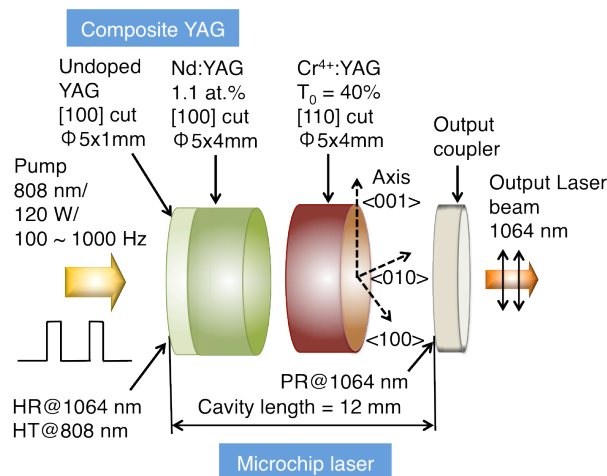 Composite YAG
Undoped
YAG
[100] cut
Φ5x1mm
Nd:YAG
1.1 at.%
[100] cut
Φ5x4mm
Cr⁴⁺:YAG
T₀ = 40%
[110] cut
Φ5x4mm
Output
coupler
Pump
808 nm/
120 W/
100 ~ 1000 Hz
Axis
<001>
<010>
<100>
Output Laser
beam
1064 nm
HR@1064 nm
HT@808 nm
PR@1064 nm
Cavity length = 12 mm
Microchip laser